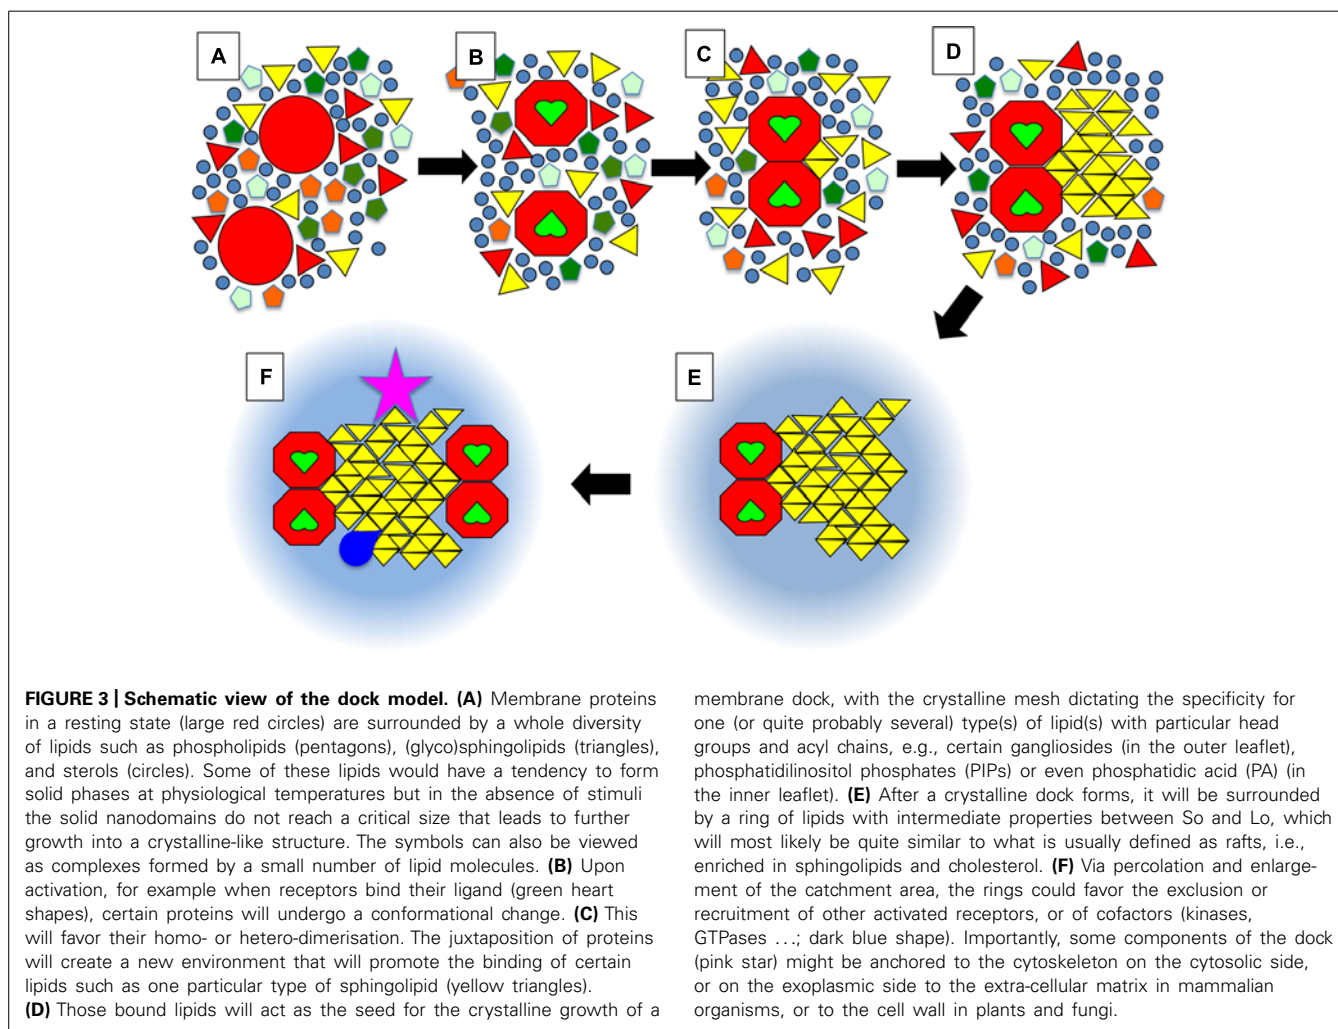 A
B
C
D
F
E
FIGURE 3 | Schematic view of the dock model. (A) Membrane proteins
in a resting state (large red circles) are surrounded by a whole diversity
of lipids such as phospholipids (pentagons), (glyco)sphingolipids (triangles),
and sterols (circles). Some of these lipids would have a tendency to form
solid phases at physiological temperatures but in the absence of stimuli
the solid nanodomains do not reach a critical size that leads to further
growth into a crystalline-like structure. The symbols can also be viewed
as complexes formed by a small number of lipid molecules. (B) Upon
activation, for example when receptors bind their ligand (green heart
shapes), certain proteins will undergo a conformational change. (C) This
will favor their homo- or hetero-dimerisation. The juxtaposition of proteins
will create a new environment that will promote the binding of certain
lipids such as one particular type of sphingolipid (yellow triangles).
(D) Those bound lipids will act as the seed for the crystalline growth of a
membrane dock, with the crystalline mesh dictating the specificity for
one (or quite probably several) type(s) of lipid(s) with particular head
groups and acyl chains, e.g., certain gangliosides (in the outer leaflet),
phosphatidilinositol phosphates (PIPs) or even phosphatidic acid (PA) (in
the inner leaflet). (E) After a crystalline dock forms, it will be surrounded
by a ring of lipids with intermediate properties between So and Lo, which
will most likely be quite similar to what is usually defined as rafts, i.e.,
enriched in sphingolipids and cholesterol. (F) Via percolation and enlarge-
ment of the catchment area, the rings could favor the exclusion or
recruitment of other activated receptors, or of cofactors (kinases,
GTPases ...; dark blue shape). Importantly, some components of the dock
(pink star) might be anchored to the cytoskeleton on the cytosolic side,
or on the exoplasmic side to the extra-cellular matrix in mammalian
organisms, or to the cell wall in plants and fungi.